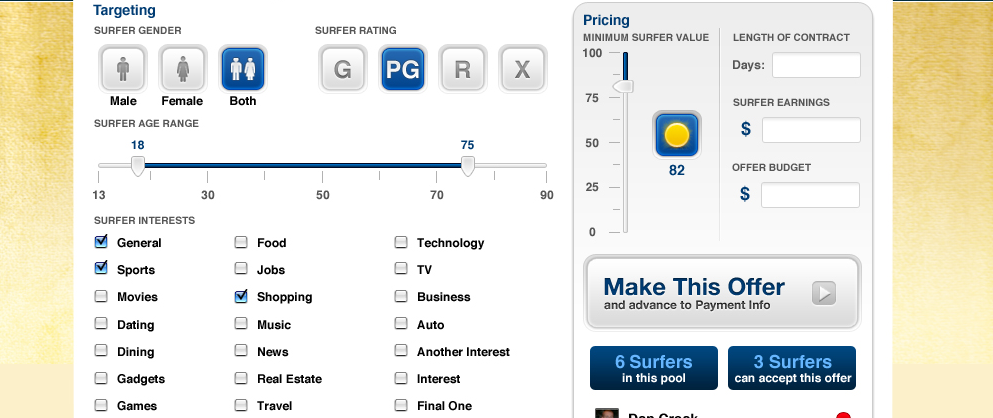 Targeting
SURFER GENDER
Male
Female
Both
SURFER RATING
G
PG
R
X
SURFER AGE RANGE
18
75
13
30
50
70
90
SURFER INTERESTS
General
Food
Technology
Sports
Jobs
TV
Movies
Shopping
Business
Dating
Music
Auto
Dining
News
Another Interest
Gadgets
Real Estate
Interest
Games
Travel
Final One
Pricing
MINIMUM SURFER VALUE
100
75
50
25
0
82
LENGTH OF CONTRACT
Days:
SURFER EARNINGS
$
OFFER BUDGET
$
Make This Offer
and advance to Payment Info
6 Surfers
in this pool
3 Surfers
can accept this offer